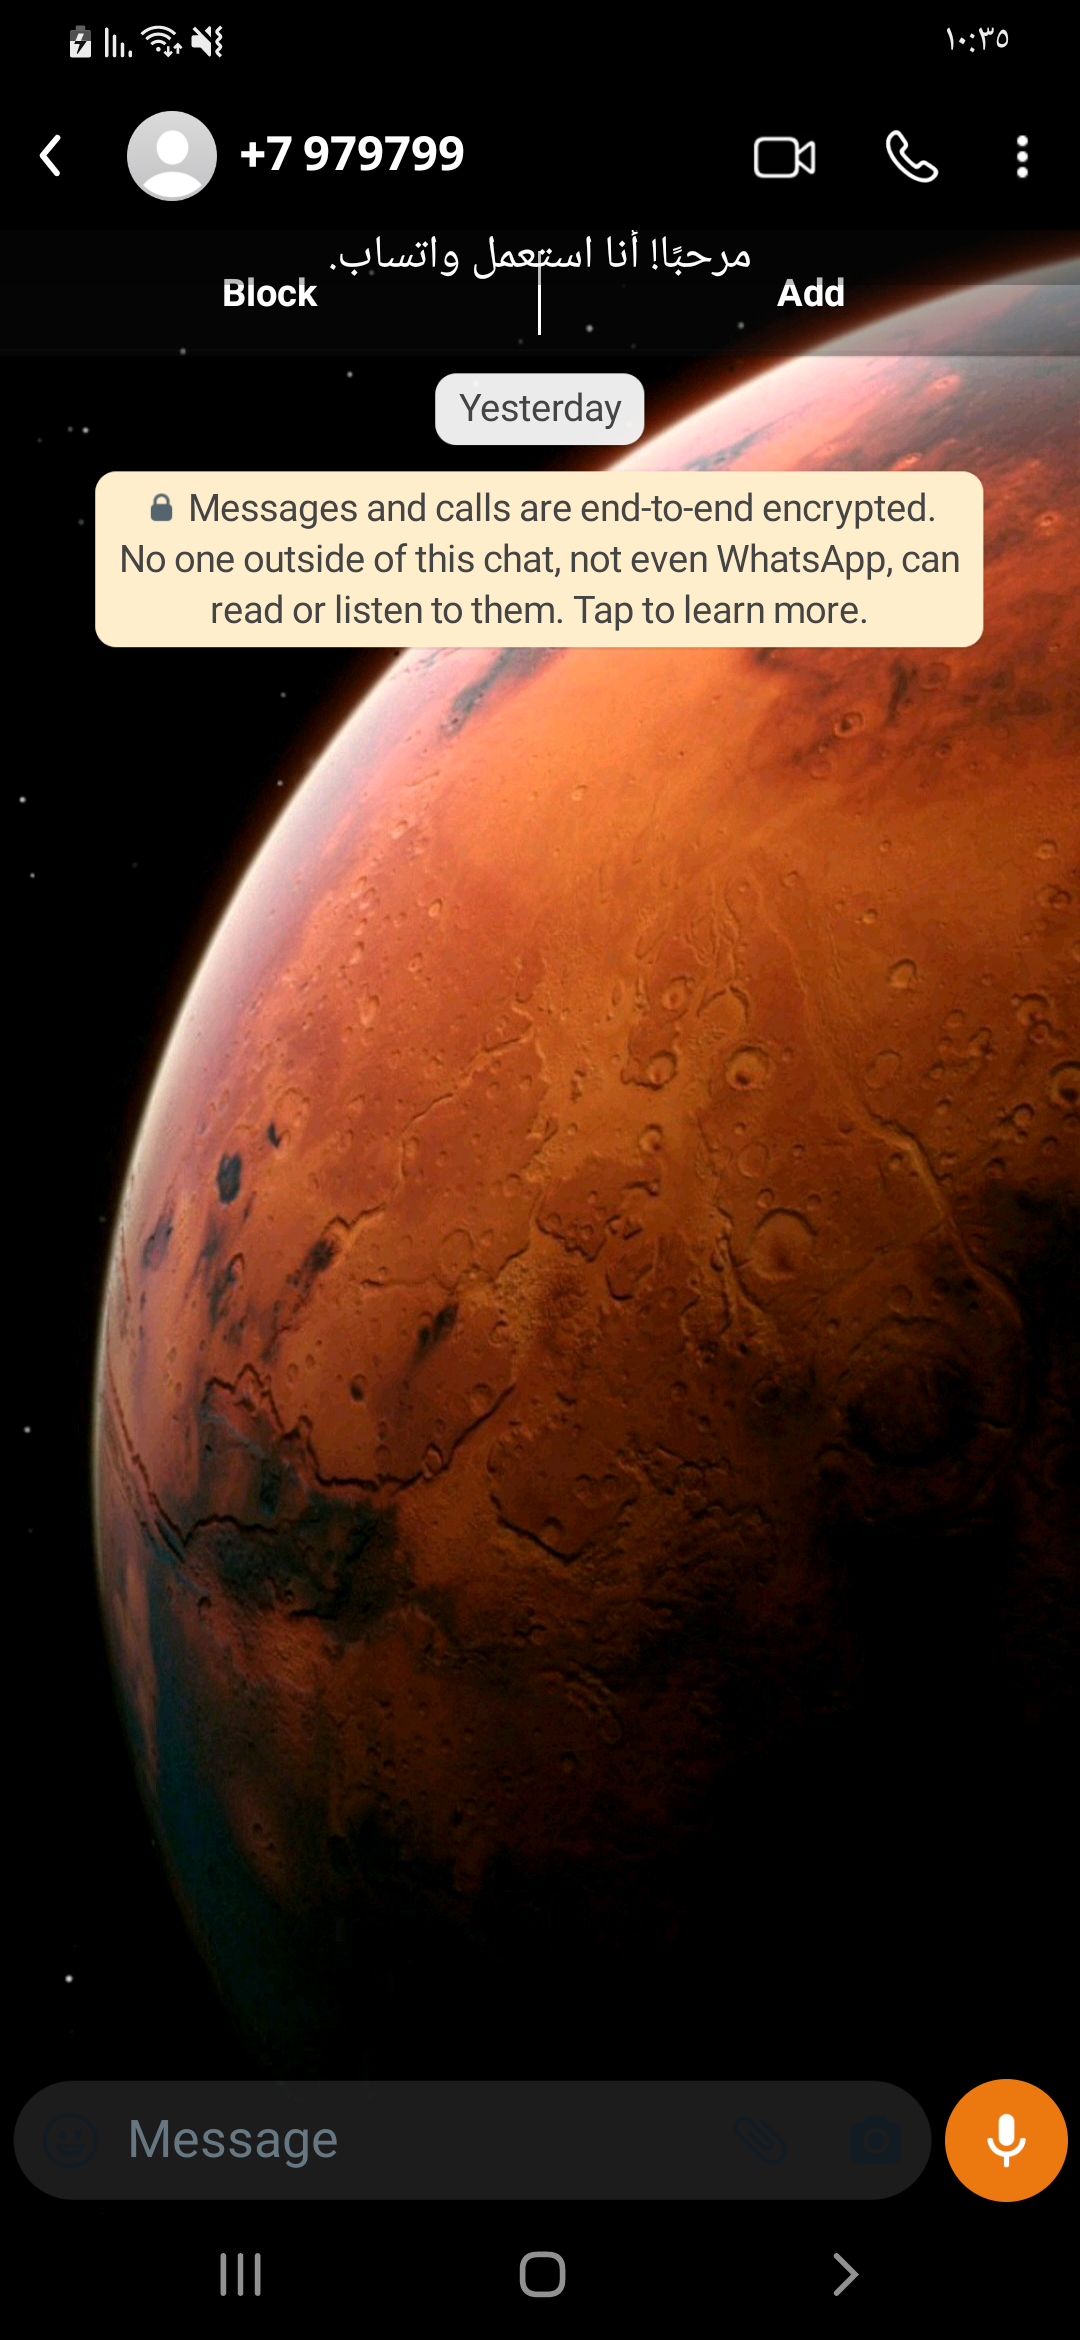 ١٠:٣٥
+7 979799
مرحبًا! أنا استعمل واتساب.
Block
Add
Yesterday
Messages and calls are end-to-end encrypted.
No one outside of this chat, not even WhatsApp, can
read or listen to them. Tap to learn more.
Message